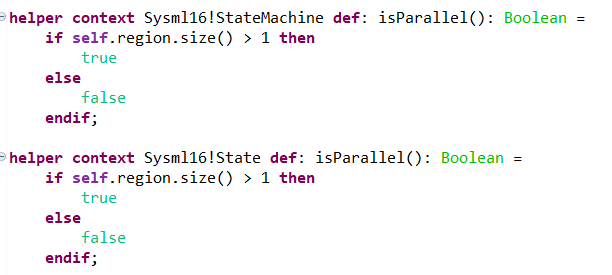 helper context Sysml16!StateMachine def: isParallel(): Boolean =
    if self.region.size() > 1 then
        true
    else
        false
    endif;

helper context Sysml16!State def: isParallel(): Boolean =
    if self.region.size() > 1 then
        true
    else
        false
    endif;